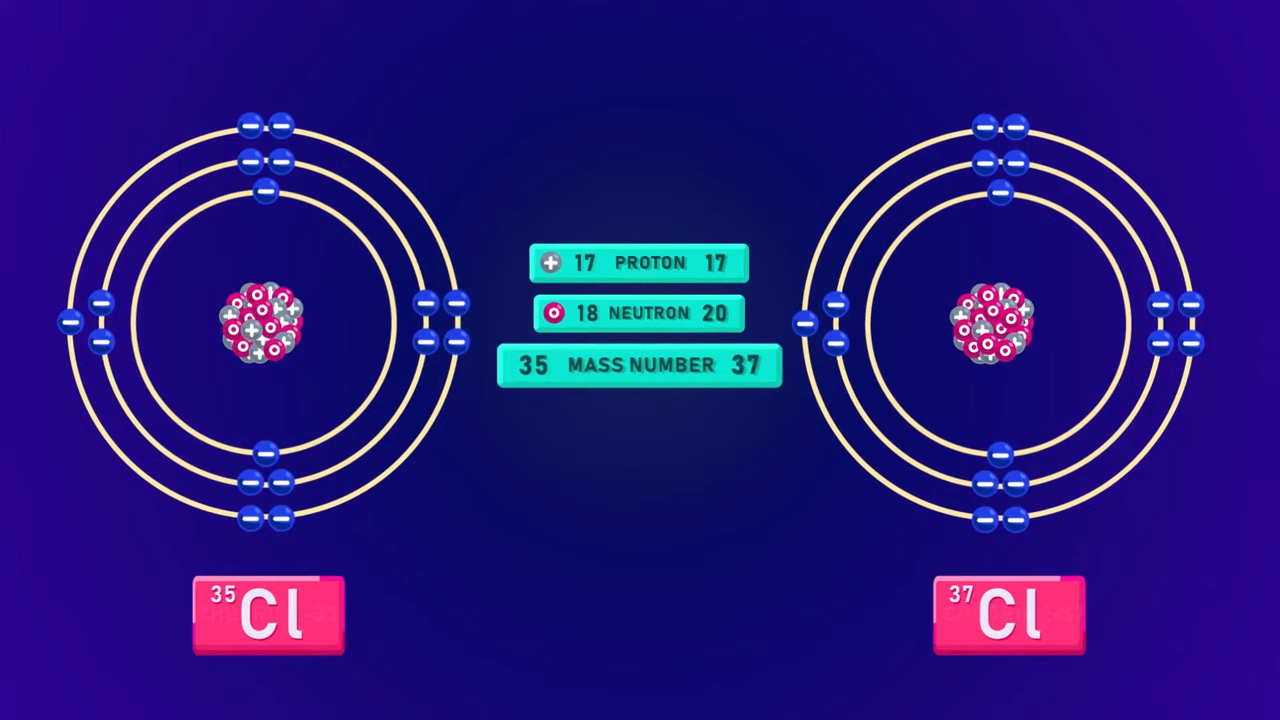 17 PROTON 17
18 NEUTRON 20
35 MASS NUMBER 37
35Cl
37Cl